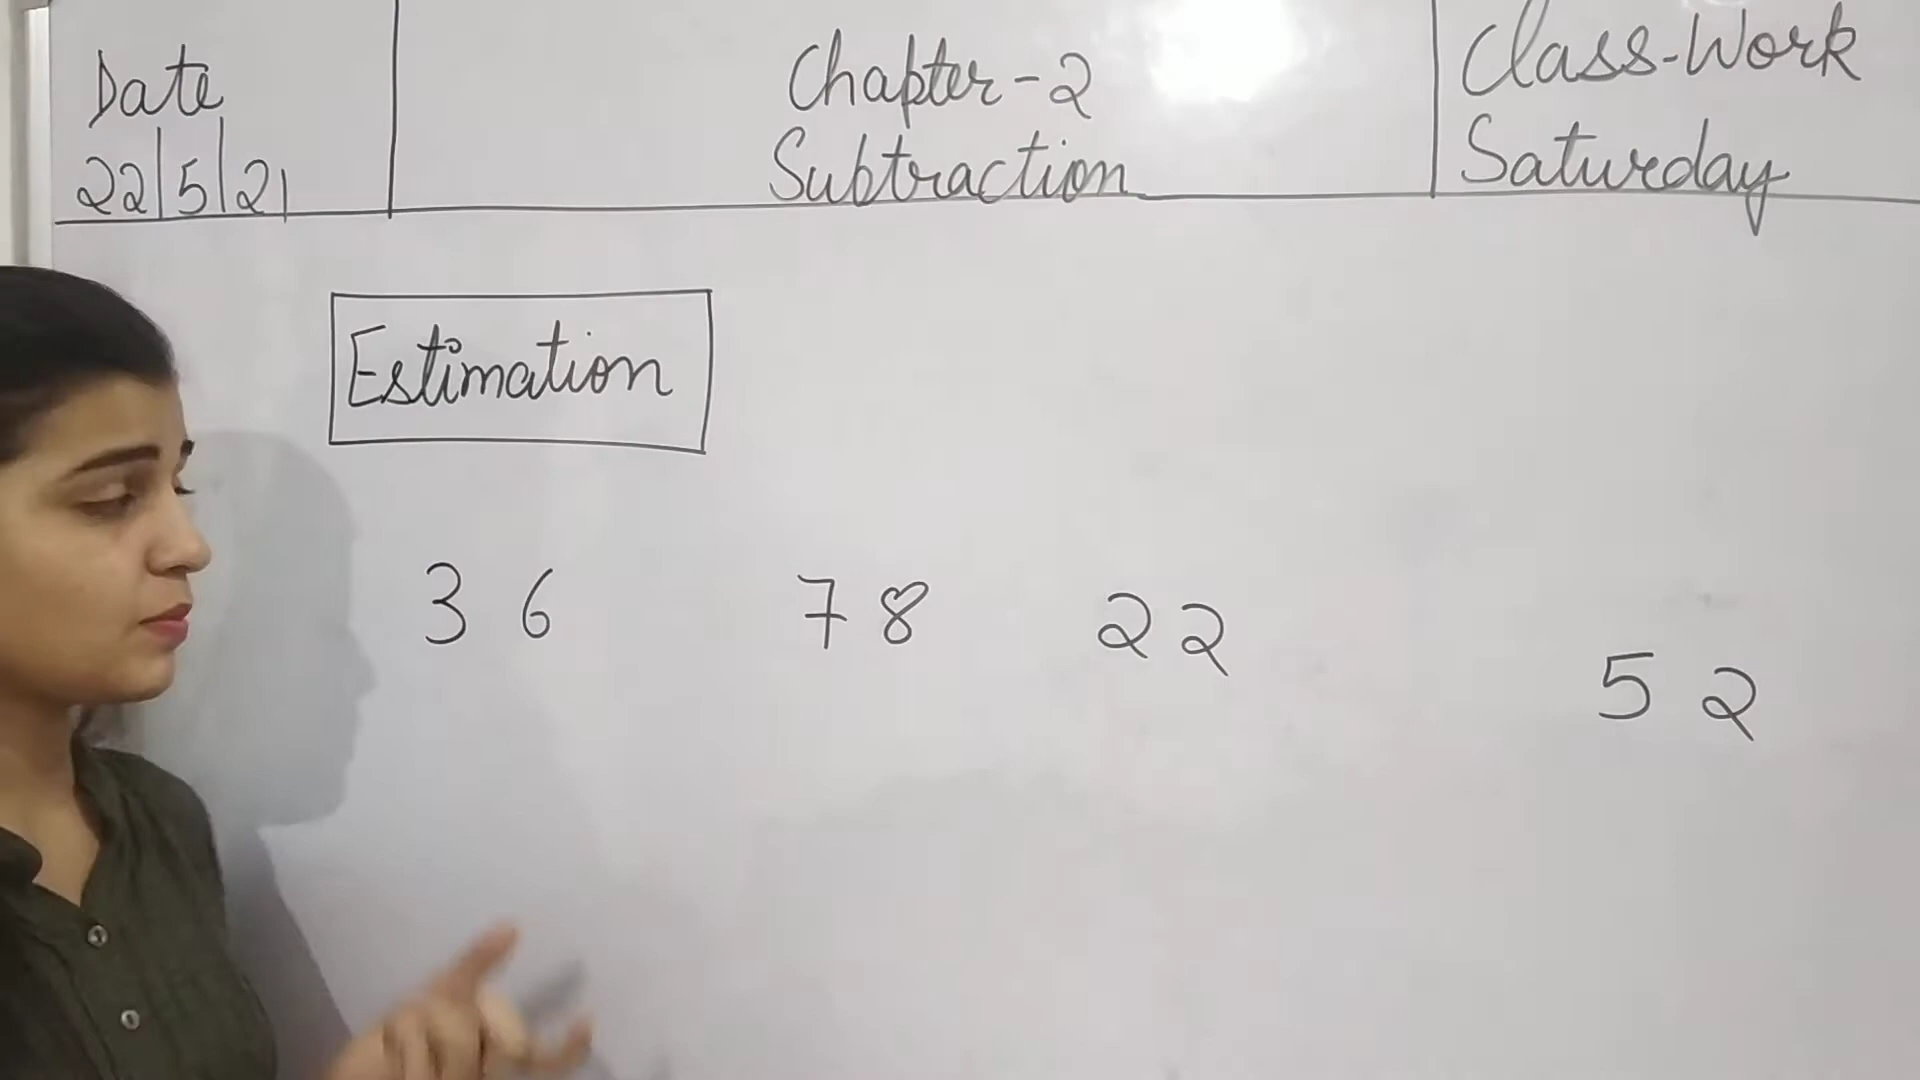 Date
22|5|21
Chapter-2
Subtraction
Class-Work
Saturday
Estimation
36 78 22 52